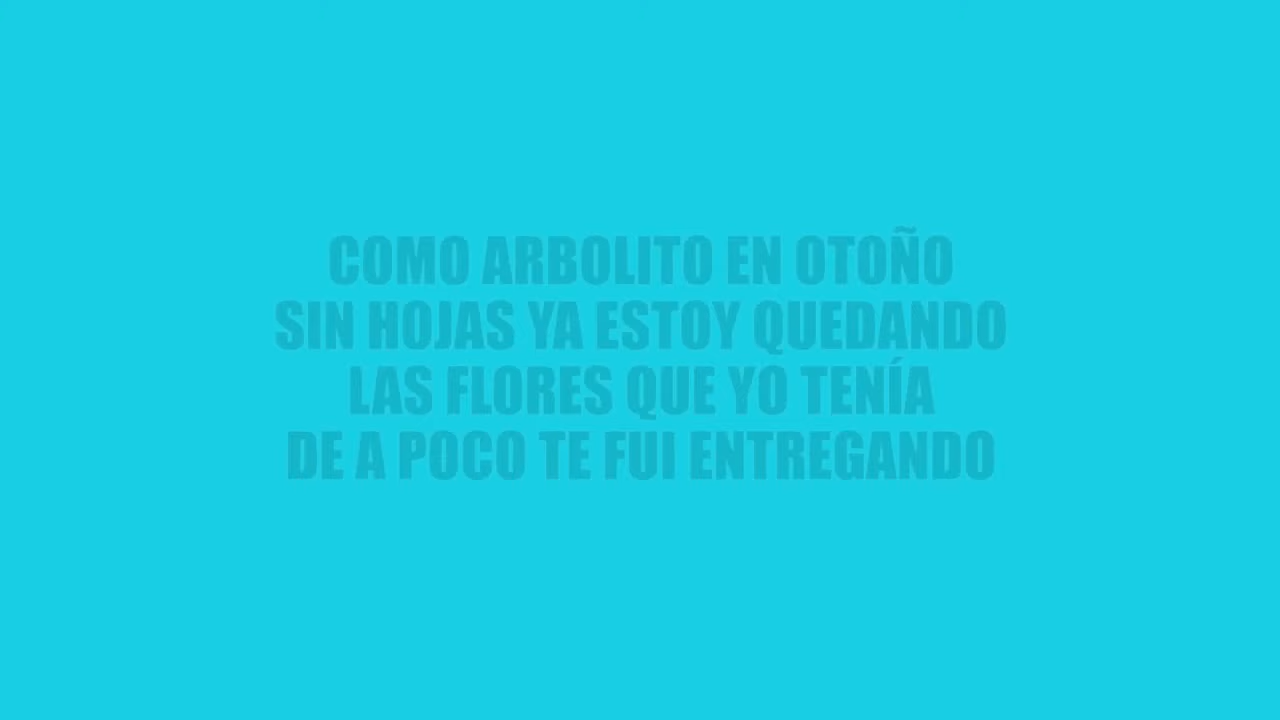 COMO ARBOLITO EN OTOÑO
SIN HOJAS YA ESTOY QUEDANDO
LAS FLORES QUE YO TENÍA
DE A POCO TE FUI ENTREGANDO